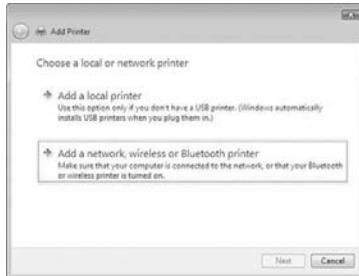 Add Printer
Choose a local or network printer
Add a local printer
Use this option only if you don't have a USB printer. (Windows automatically
installs USB printers when you plug them in.)
Add a network, wireless or Bluetooth printer
Make sure that your computer is connected to the network, or that your Bluetooth
or wireless printer is turned on.
Next
Cancel